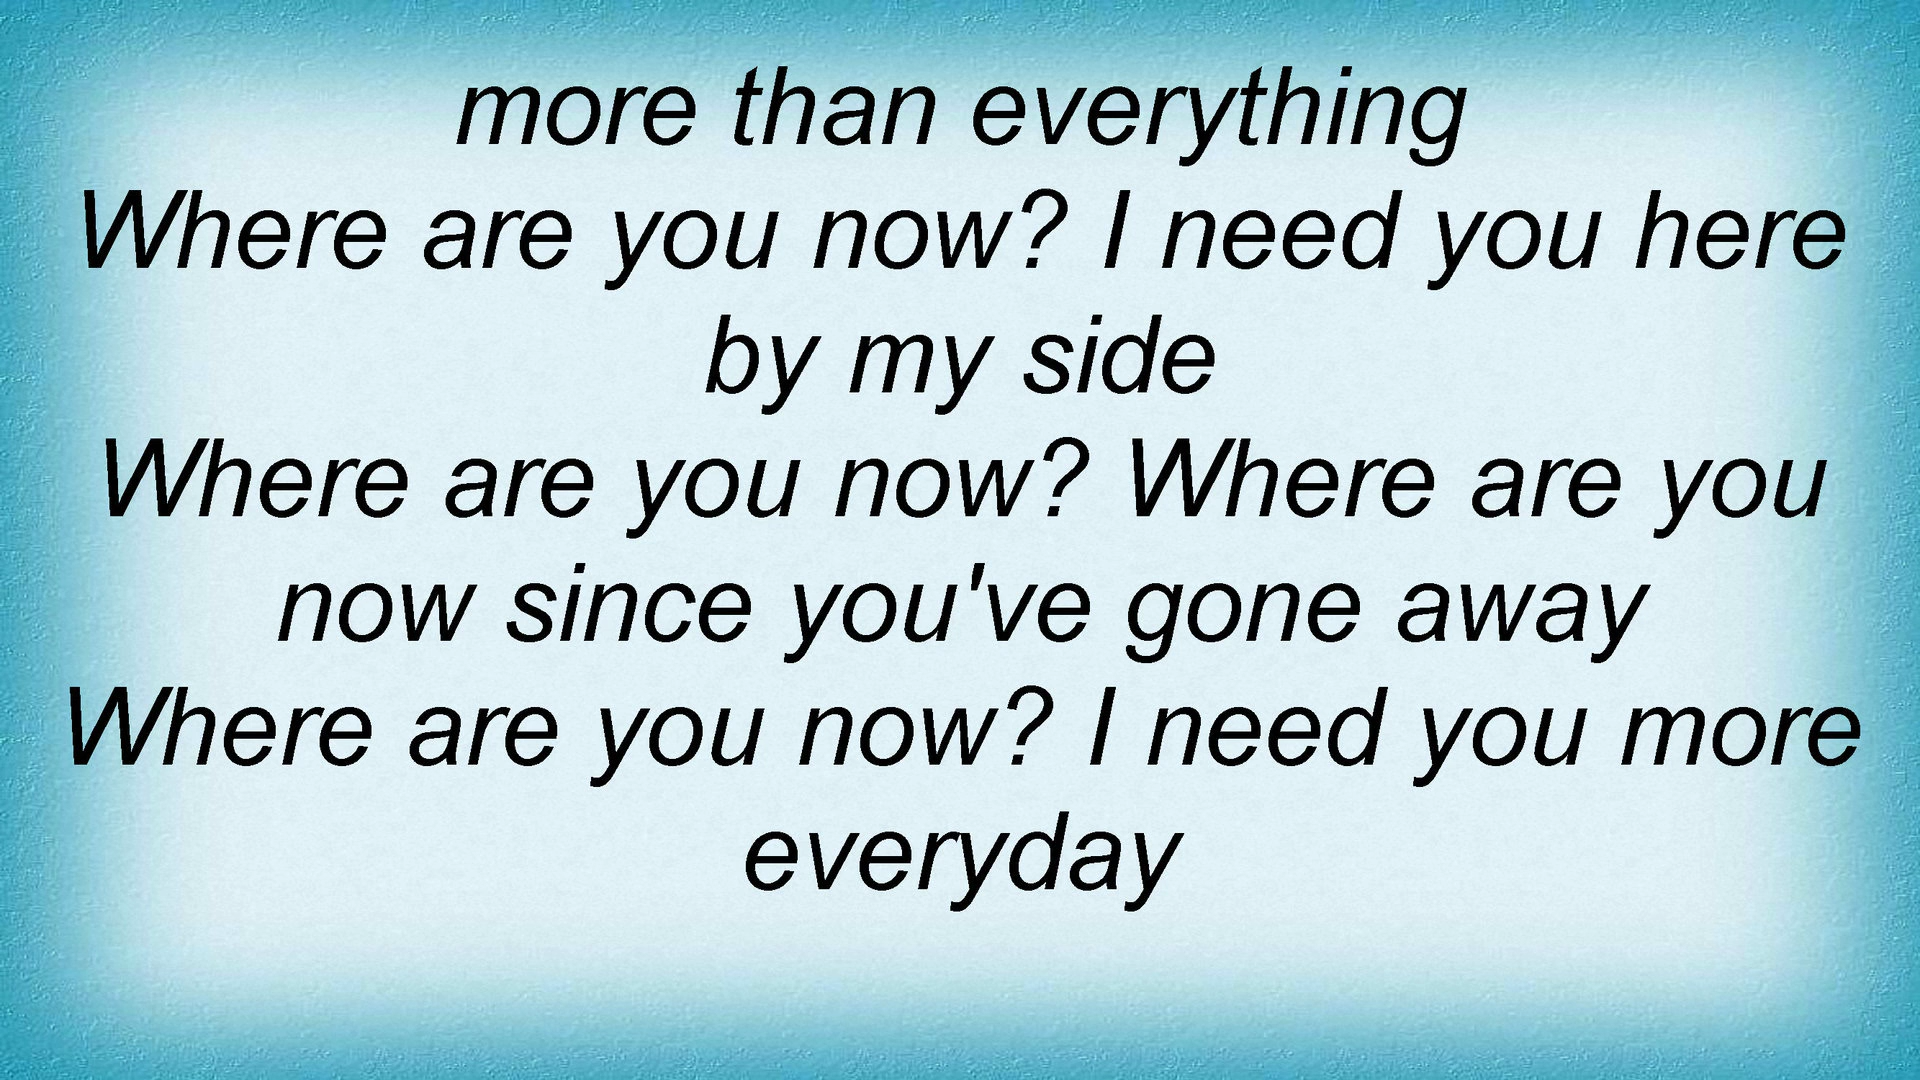 more than everything
Where are you now? I need you here
by my side
Where are you now? Where are you
now since you've gone away
Where are you now? I need you more
everyday